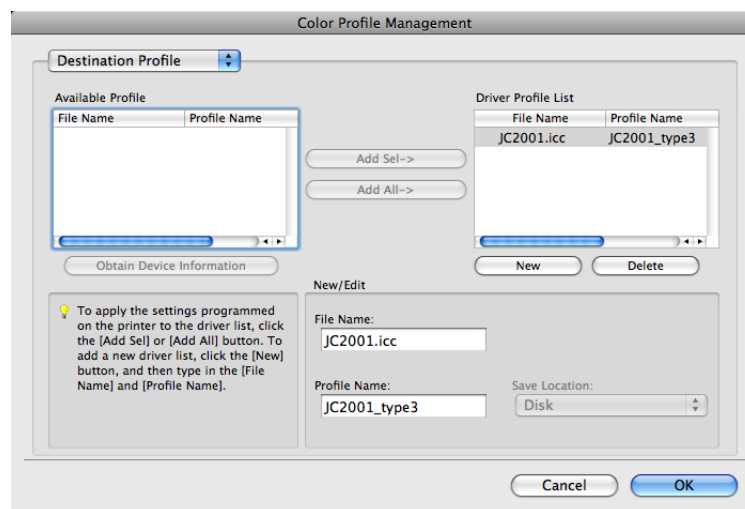 Color Profile Management
Destination Profile
Available Profile
File Name Profile Name
Add Sel->
Add All->
Driver Profile List
File Name Profile Name
JC2001.icc JC2001_type3
Obtain Device Information
New Delete
To apply the settings programmed
on the printer to the driver list, click
the [Add Sel] or [Add All] button. To
add a new driver list, click the [New]
button, and then type in the [File
Name] and [Profile Name].
New/Edit
File Name:
JC2001.icc
Profile Name:
JC2001_type3
Save Location:
Disk
Cancel OK